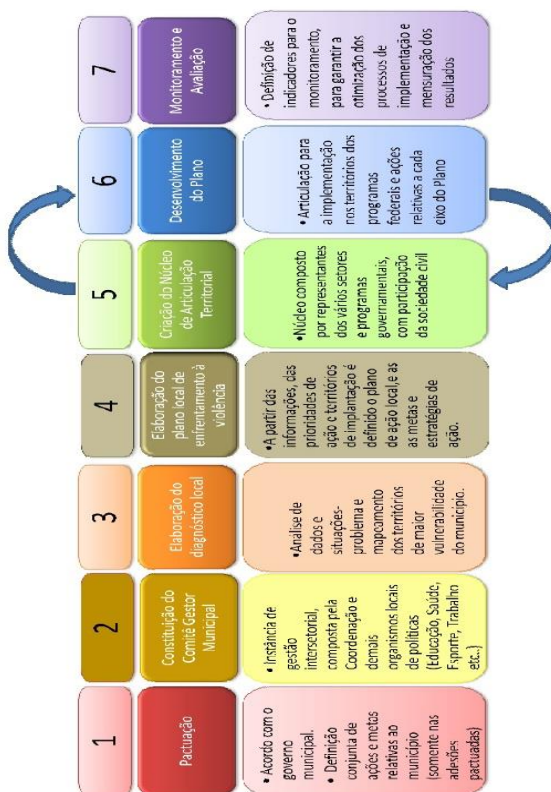 1
Pactuação
• Acordo com o
governo municipal.
• Definição
conjunta de
ações e metas
relativas ao
município
(somente nas
adesões
pactuadas)
2
Constituição do
Comitê Gestor
Municipal
• Instância de
gestão
intersetorial,
composta pela
Coordenação e
demais
organismos locais
de políticas
(Educação, Saúde,
Esporte, Trabalho
etc..)
3
Elaboração do
diagnóstico local
•Análise de
dados e
situações-
problema e
mapeamento
dos territórios
de maior
vulnerabilidade
do município.
4
Elaboração do
plano local de
enfrentamento à
violência
•A partir das
informações, das
prioridades de
ação e territórios
de implantação é
definido o plano
de ação local,e as
as metas e
estratégias de
ação.
5
Criação do Núcleo
de Articulação
Territorial
•Núcleo composto
por representantes
dos vários setores
e programas
governamentais,
com participação
da sociedade civil
6
Desenvolvimento
do Plano
•Articulação para
a implementação
nos territórios dos
programas
federais e ações
relativas a cada
eixo do Plano
7
Monitoramento e
Avaliação
•Definição de
indicadores para o
monitoramento,
para garantir a
otimização dos
processos de
implementação e
mensuração dos
resultados